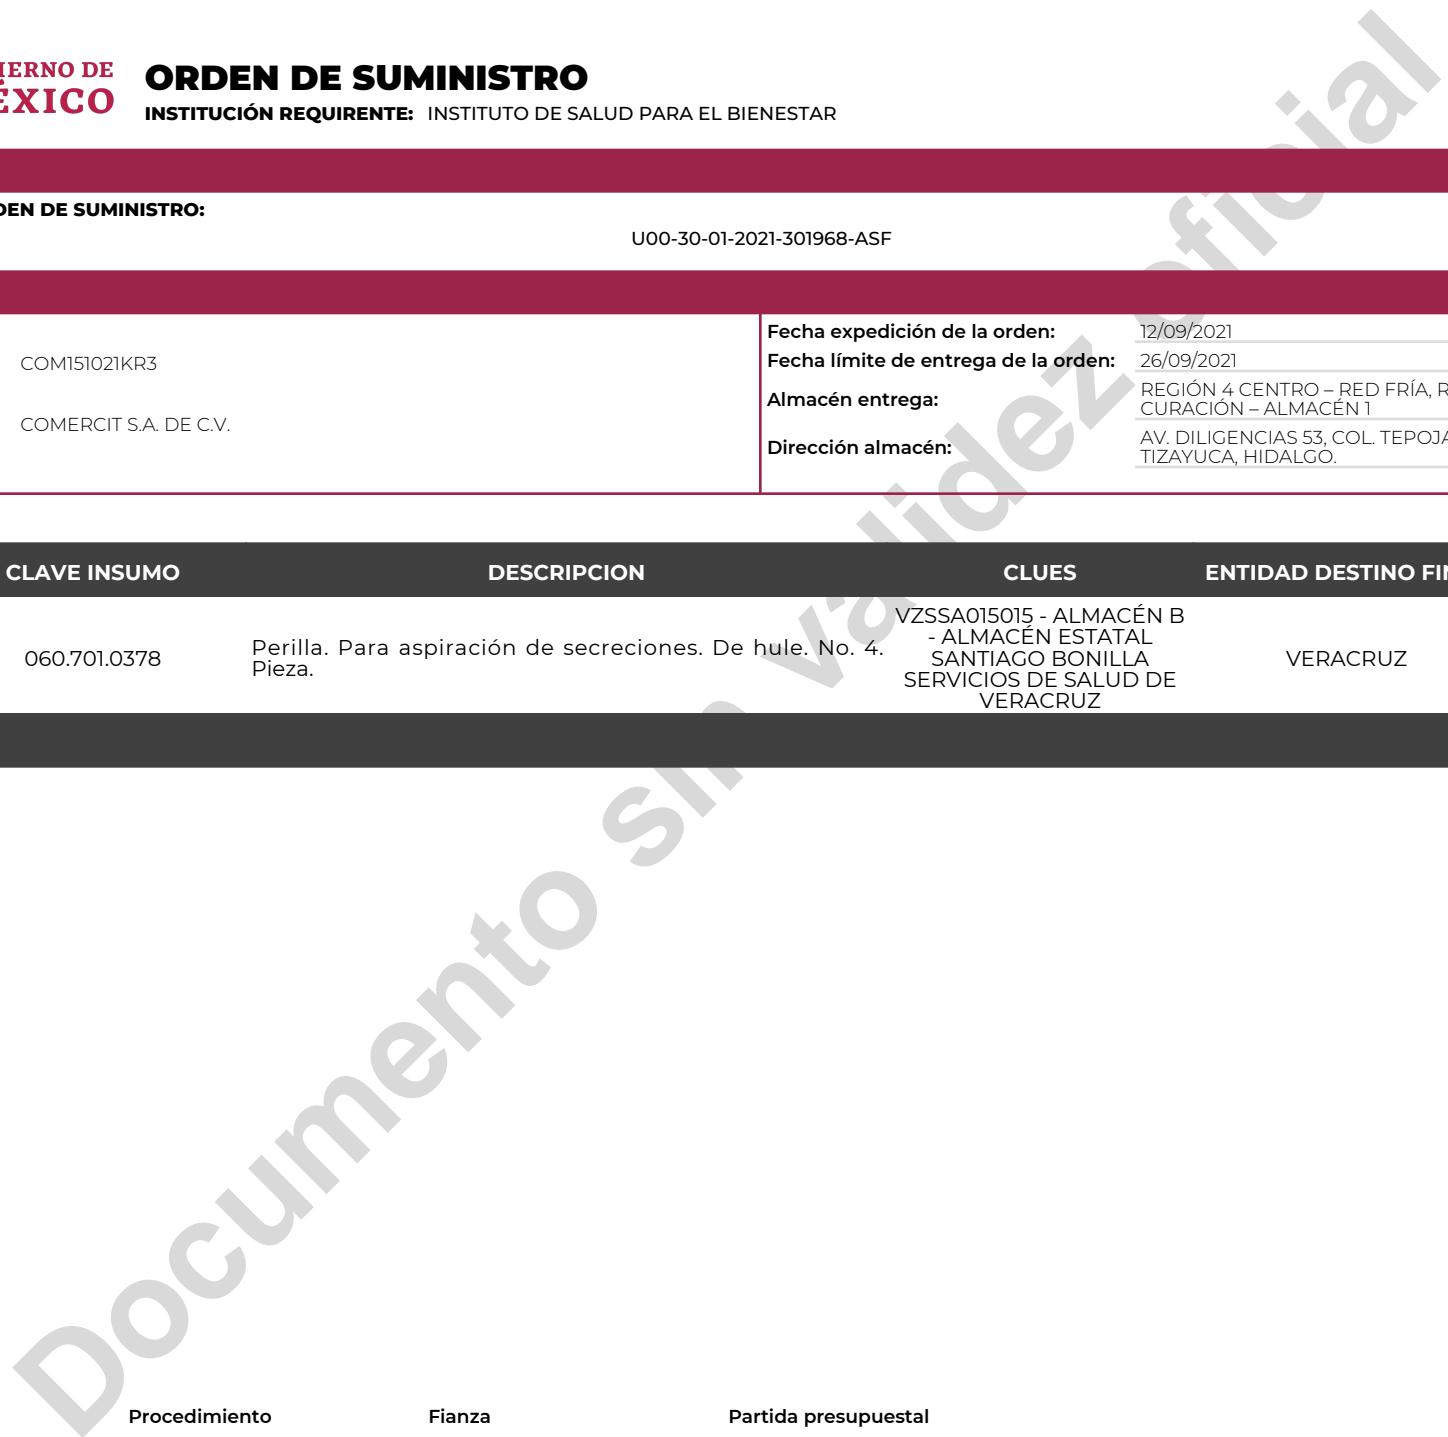 IERNO DE
ÉXICO
ORDEN DE SUMINISTRO
INSTITUCIÓN REQUIRENTE: INSTITUTO DE SALUD PARA EL BIENESTAR
DEN DE SUMINISTRO:
U00-30-01-2021-301968-ASF
COM151021KR3
COMERCIT S.A. DE C.V.
Fecha expedición de la orden: 12/09/2021
Fecha límite de entrega de la orden: 26/09/2021
Almacén entrega: REGIÓN 4 CENTRO – RED FRÍA, R
CURACIÓN – ALMACÉN 1
Dirección almacén: AV. DILIGENCIAS 53, COL. TEPOJA
TIZAYUCA, HIDALGO.
CLAVE INSUMO DESCRIPCION CLUES ENTIDAD DESTINO FIN
060.701.0378
Perilla. Para aspiración de secreciones. De hule. No. 4.
Pieza.
VZSSA015015 - ALMACÉN B
- ALMACÉN ESTATAL
SANTIAGO BONILLA
SERVICIOS DE SALUD DE
VERACRUZ
VERACRUZ
Documento sin validez oficial
Procedimiento Fianza Partida presupuestal